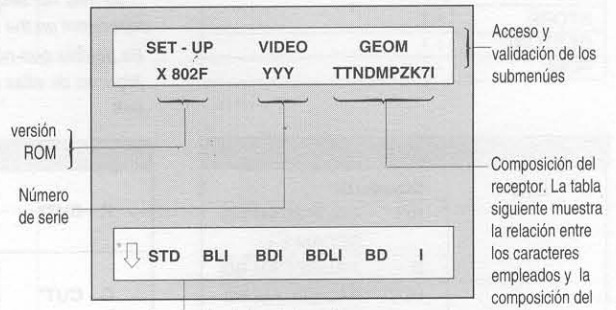 SET - UP VIDEO GEOM
X 802F YYY TTNDMPZK7I
Acceso y
validación de los
submenúes
versión
ROM
Número
de serie
Composición del
receptor. La tabla
siguiente muestra
la relación entre
los caracteres
empleados y la
composición del
* STD BLI BDI BDLI BD I